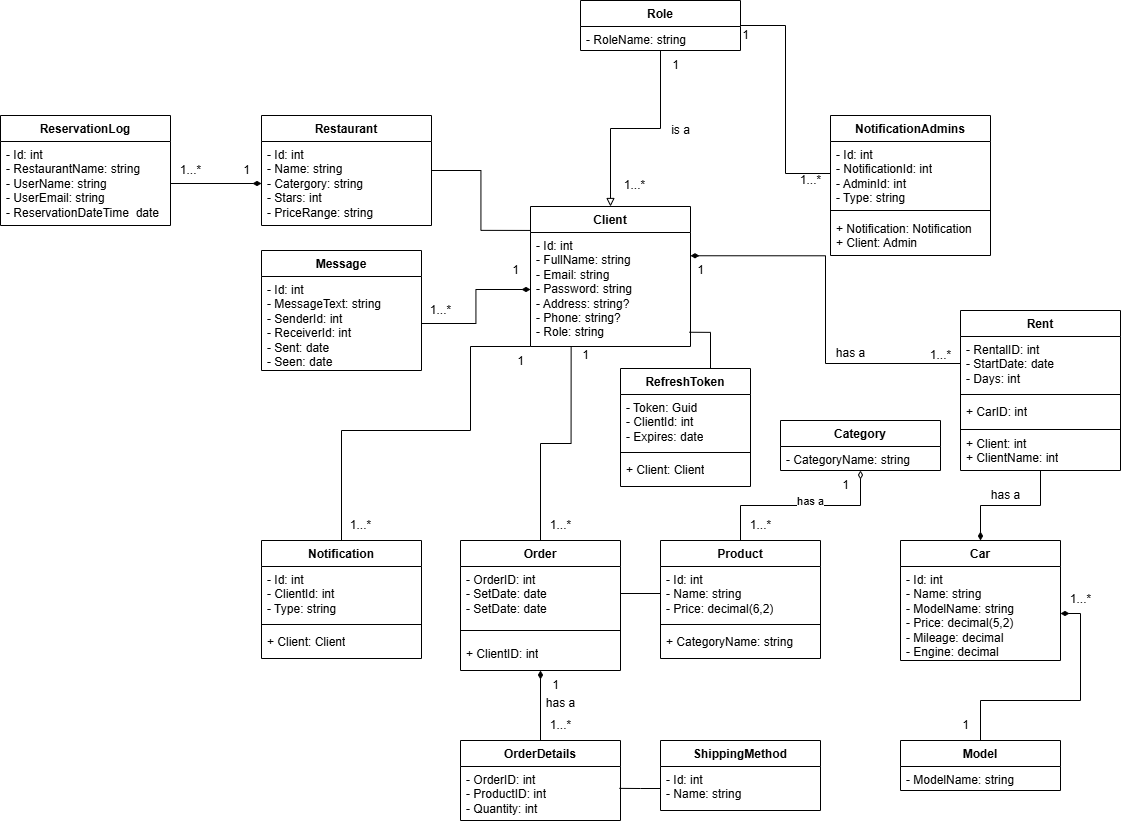 Role
- RoleName: string
1
1
is a
1...*
1...*
ReservationLog
- Id: int
- RestaurantName: string
- UserName: string
- UserEmail: string
- ReservationDateTime  date
1...*
1
Restaurant
- Id: int
- Name: string
- Catergory: string
- Stars: int
- PriceRange: string
NotificationAdmins
- Id: int
- NotificationId: int
- AdminId: int
- Type: string
+ Notification: Notification
+ Client: Admin
Client
- Id: int
- FullName: string
- Email: string
- Password: string
- Address: string?
- Phone: string?
- Role: string
1
1
1
1
Message
- Id: int
- MessageText: string
- SenderId: int
- ReceiverId: int
- Sent: date
- Seen: date
1...*
has a
1...*
Rent
- RentalID: int
- StartDate: date
- Days: int
+ CarID: int
+ Client: int
+ ClientName: int
RefreshToken
- Token: Guid
- ClientId: int
- Expires: date
+ Client: Client
Category
- CategoryName: string
1
has a
1...*
has a
1...*
1...*
Notification
- Id: int
- ClientId: int
- Type: string
+ Client: Client
Order
- OrderID: int
- SetDate: date
- SetDate: date
+ ClientID: int
Product
- Id: int
- Name: string
- Price: decimal(6,2)
+ CategoryName: string
Car
- Id: int
- Name: string
- ModelName: string
- Price: decimal(5,2)
- Mileage: decimal
- Engine: decimal
1...*
1
has a
1...*
1
OrderDetails
- OrderID: int
- ProductID: int
- Quantity: int
ShippingMethod
- Id: int
- Name: string
Model
- ModelName: string